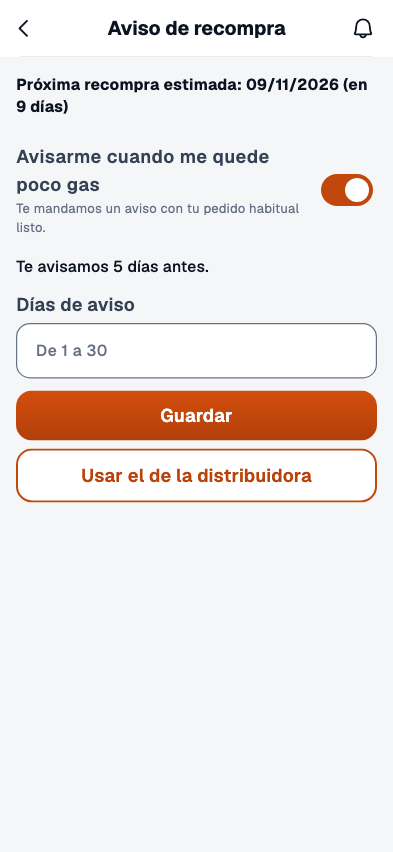 Aviso de recompra
Próxima recompra estimada: 09/11/2026 (en
9 días)
Avisarme cuando me quede
poco gas
Te mandamos un aviso con tu pedido habitual
listo.
Te avisamos 5 días antes.
Días de aviso
De 1 a 30
Guardar
Usar el de la distribuidora